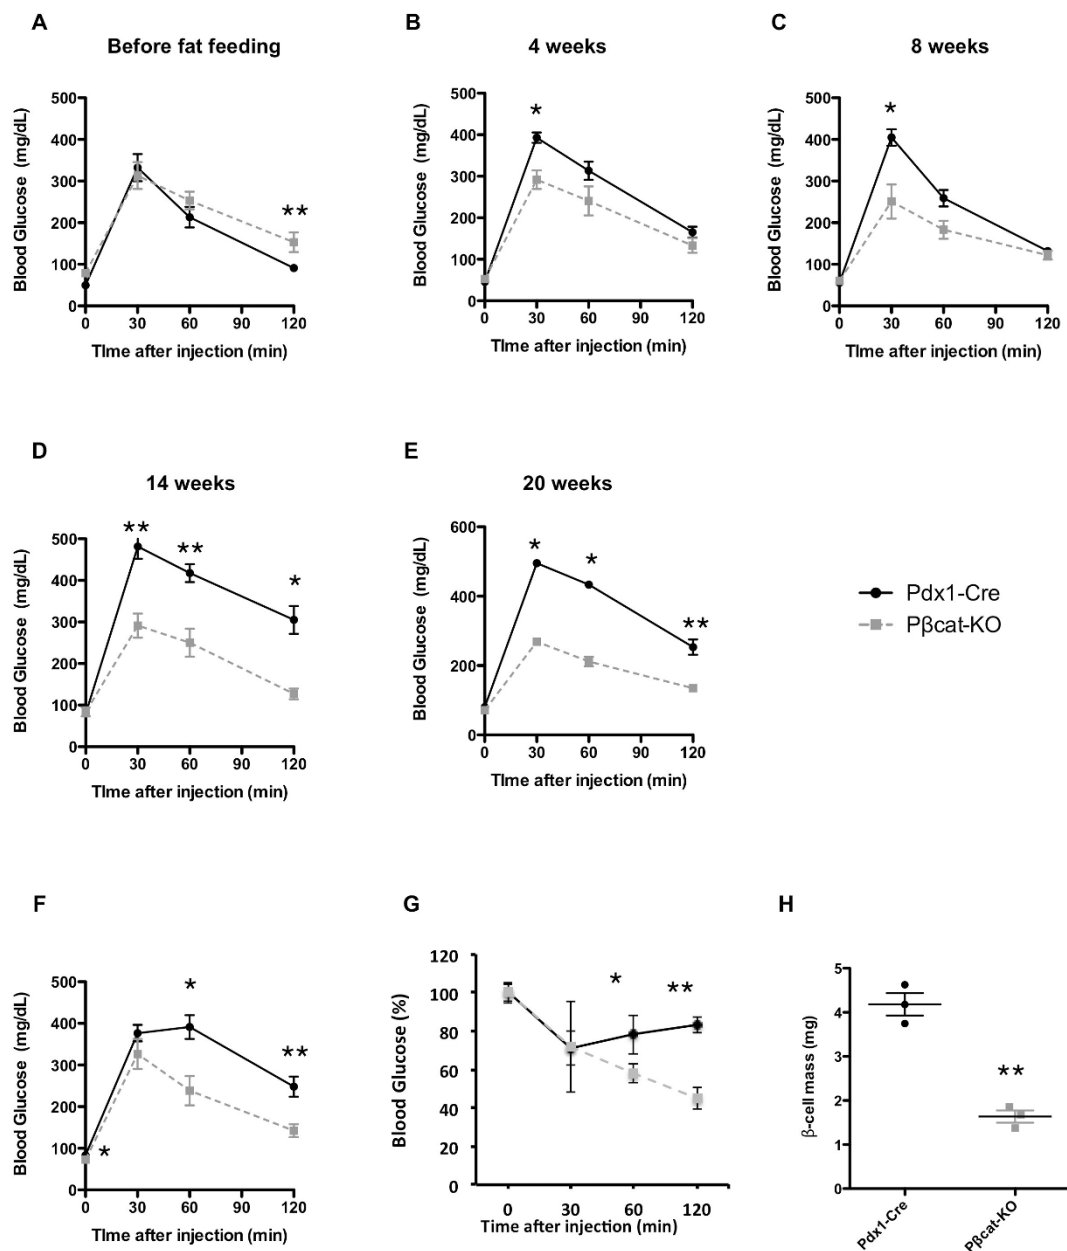 A
Before fat feeding
B
4 weeks
C
8 weeks
Blood Glucose (mg/dL)
500
400
300
200
100
0
**
0 30 60 90 120
TIme after injection (min)
Blood Glucose (mg/dL)
500
400
300
200
100
0
*
0 30 60 90 120
TIme after injection (min)
Blood Glucose (mg/dL)
500
400
300
200
100
0
*
0 30 60 90 120
TIme after injection (min)
D
14 weeks
E
20 weeks
Blood Glucose (mg/dL)
500
400
300
200
100
0
**
**
*
0 30 60 90 120
TIme after injection (min)
Blood Glucose (mg/dL)
600
400
200
0
*
*
**
0 30 60 90 120
TIme after injection (min)
Pdx1-Cre
Pβcat-KO
F
Blood Glucose (mg/dL)
500
400
300
200
100
0
*
*
**
0 30 60 90 120
TIme after injection (min)
G
Blood Glucose (%)
120
100
80
60
40
20
0
*
**
0 30 60 120
Time after injection (min)
H
β-cell mass (mg)
5
4
3
2
1
0
**
Pdx1-Cre
Pβcat-KO